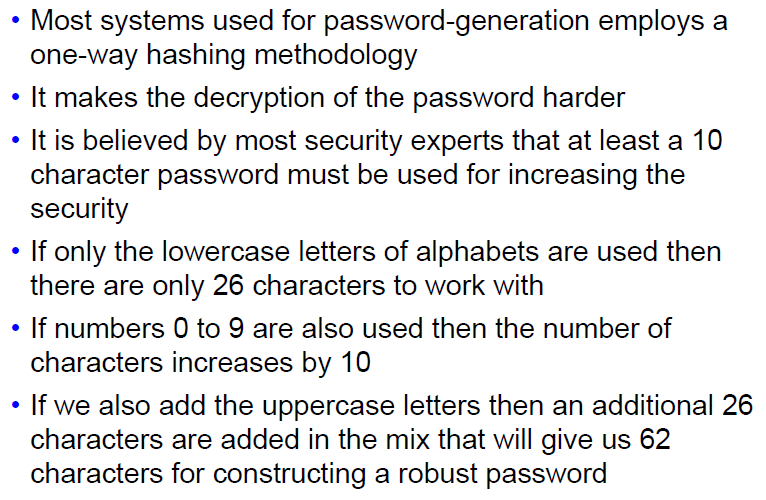 • Most systems used for password-generation employs a
one-way hashing methodology
• It makes the decryption of the password harder
• It is believed by most security experts that at least a 10
character password must be used for increasing the
security
• If only the lowercase letters of alphabets are used then
there are only 26 characters to work with
• If numbers 0 to 9 are also used then the number of
characters increases by 10
• If we also add the uppercase letters then an additional 26
characters are added in the mix that will give us 62
characters for constructing a robust password